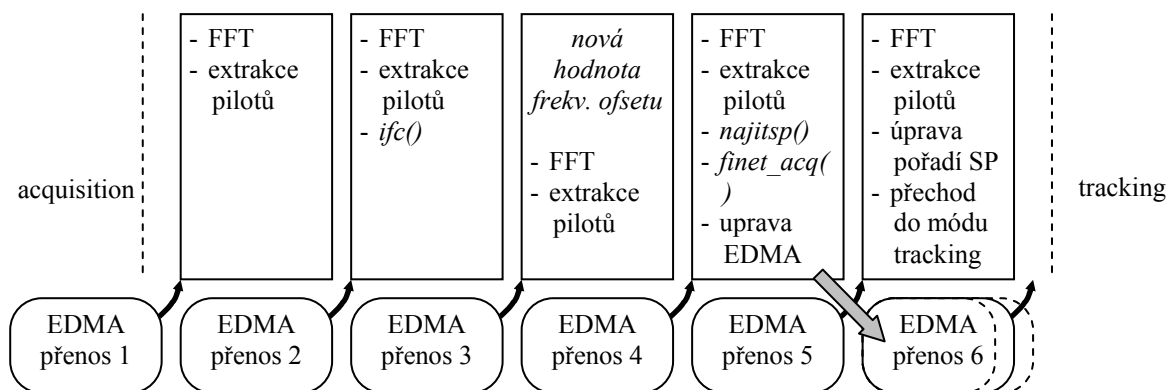 acquisition
- FFT
- extrakce
pilotů
- FFT
- extrakce
pilotů
- ifc()
nová
hodnota
frekv. ofsetu
- FFT
- extrakce
pilotů
- FFT
- extrakce
pilotů
- najitsp()
- finet_acq(
)
- uprava
EDMA
- FFT
- extrakce
pilotů
- úprava
pořadí SP
- přechod
do módu
tracking
tracking
EDMA
přenos 1
EDMA
přenos 2
EDMA
přenos 3
EDMA
přenos 4
EDMA
přenos 5
EDMA
přenos 6